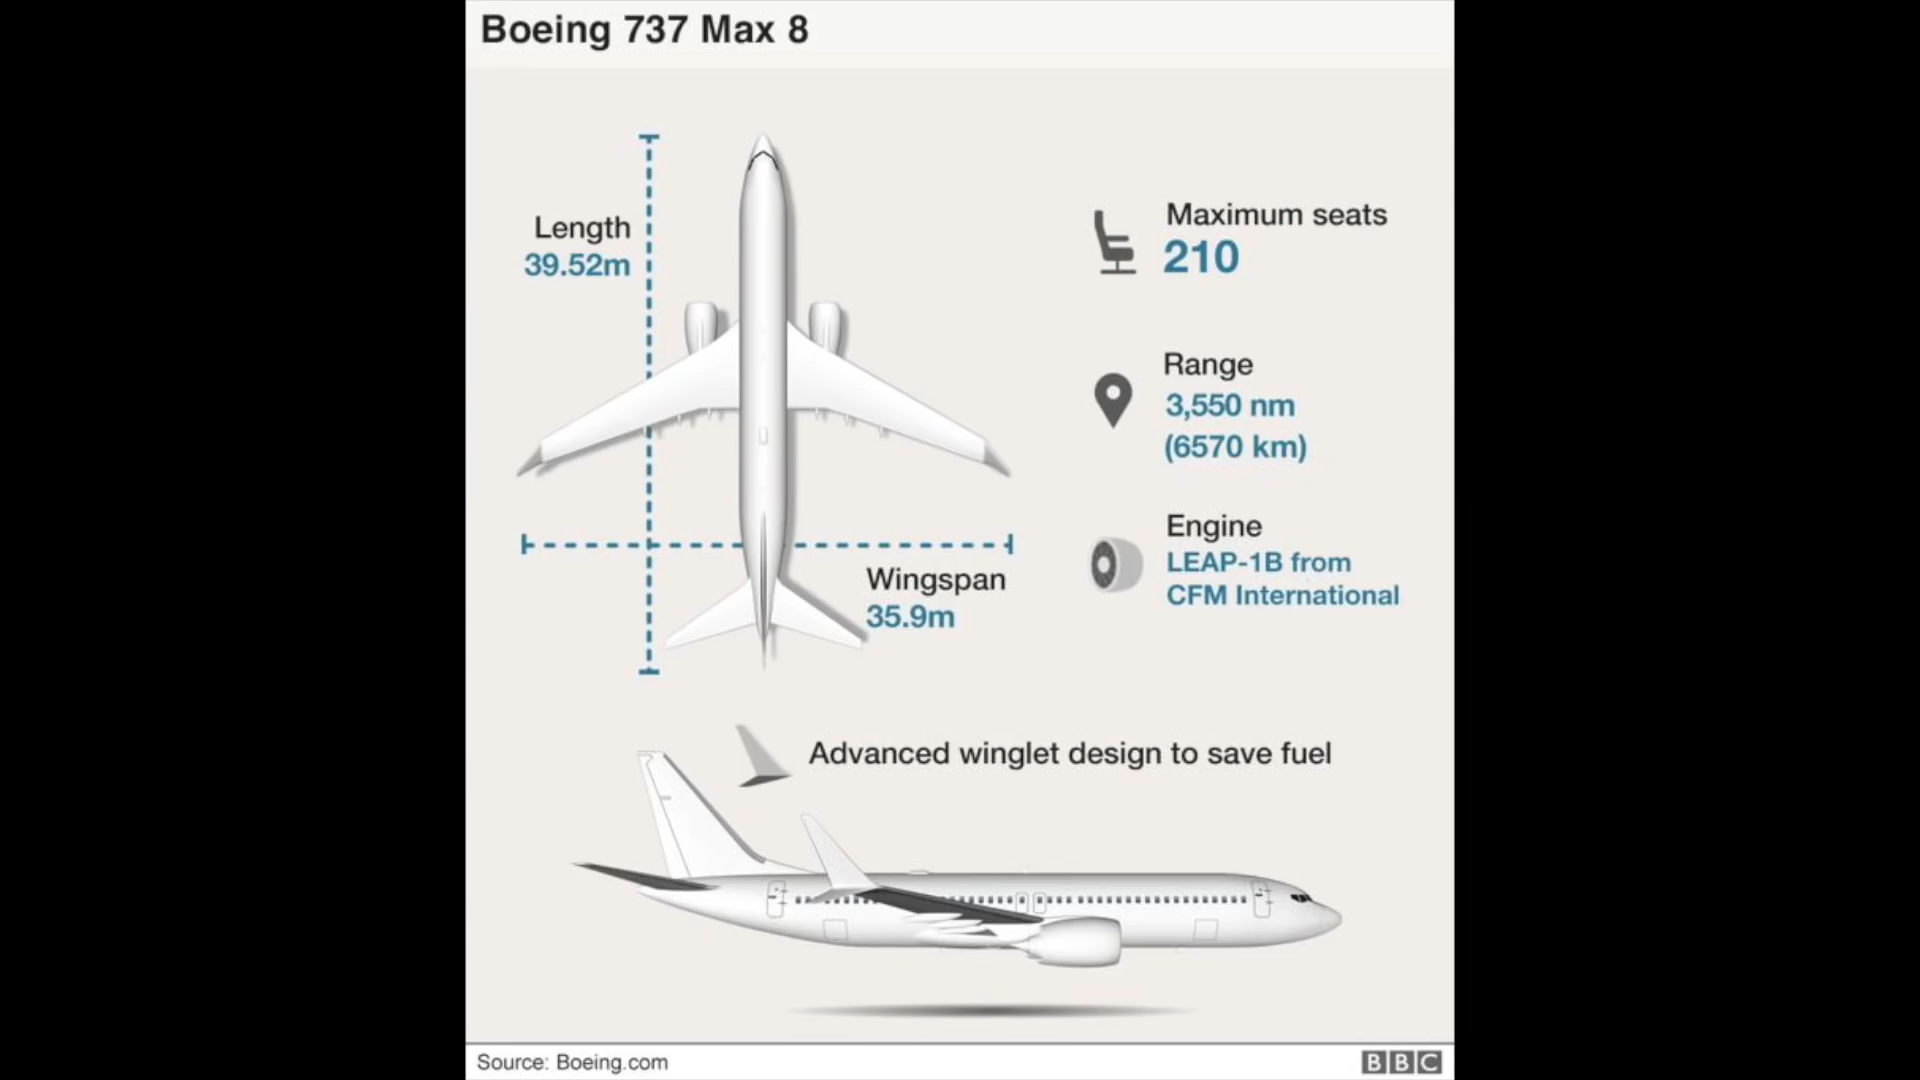 Boeing 737 Max 8
Length
39.52m
Maximum seats
210
Range
3,550 nm
(6570 km)
Engine
LEAP-1B from
CFM International
Wingspan
35.9m
Advanced winglet design to save fuel
Source: Boeing.com
BBC